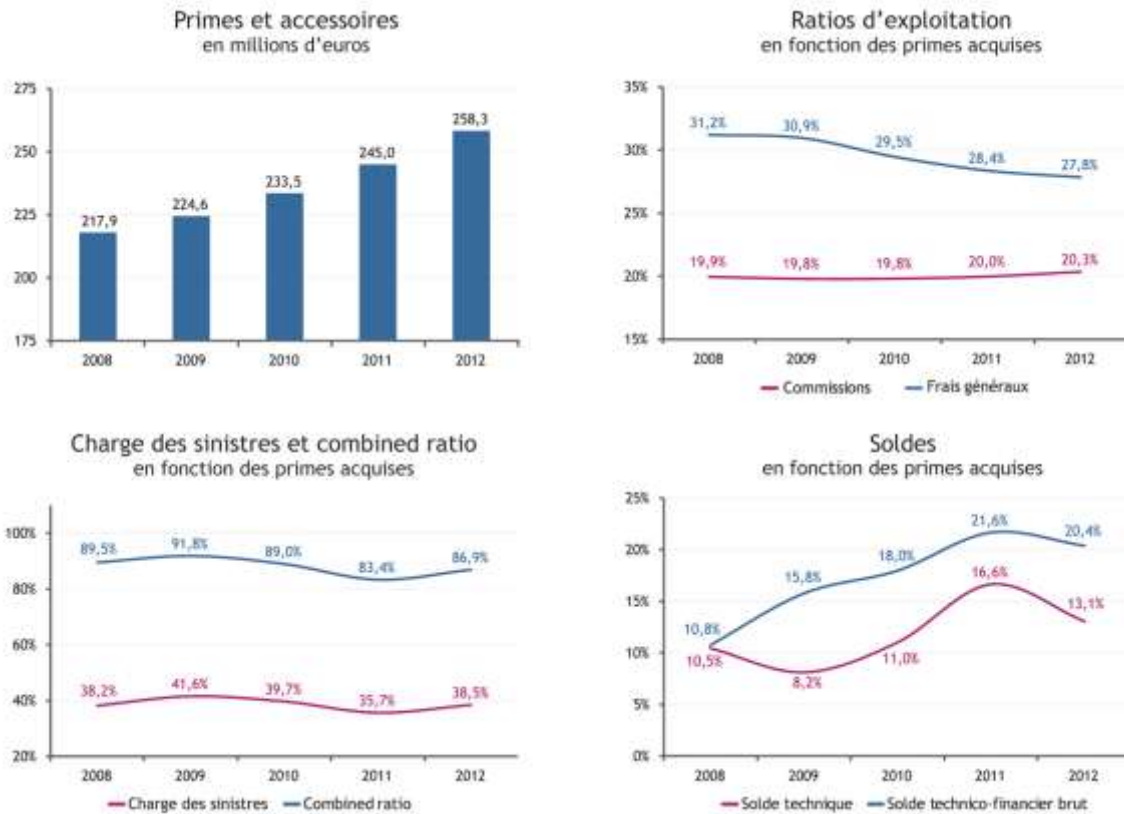 Primes et accessoires
en millions d'euros
275
250
225
200
175
217,9
224,6
233,5
245,0
258,3
2008 2009 2010 2011 2012
Ratios d'exploitation
en fonction des primes acquises
35%
30%
25%
20%
15%
31,2% 30,9% 29,5% 28,4% 27,8%
19,9% 19,8% 19,8% 20,0% 20,3%
2008 2009 2010 2011 2012
Commissions Frais généraux
Charge des sinistres et combined ratio
en fonction des primes acquises
100%
80%
60%
40%
20%
89,5% 91,8% 89,0% 83,4% 86,9%
38,2% 41,6% 39,7% 35,7% 38,5%
2008 2009 2010 2011 2012
Charge des sinistres Combined ratio
Soldes
en fonction des primes acquises
25%
20%
15%
10%
5%
0%
10,8% 15,8% 18,0% 21,6% 20,4%
10,5% 8,2% 11,0% 16,6% 13,1%
2008 2009 2010 2011 2012
Solde technique Solde technico-financier brut